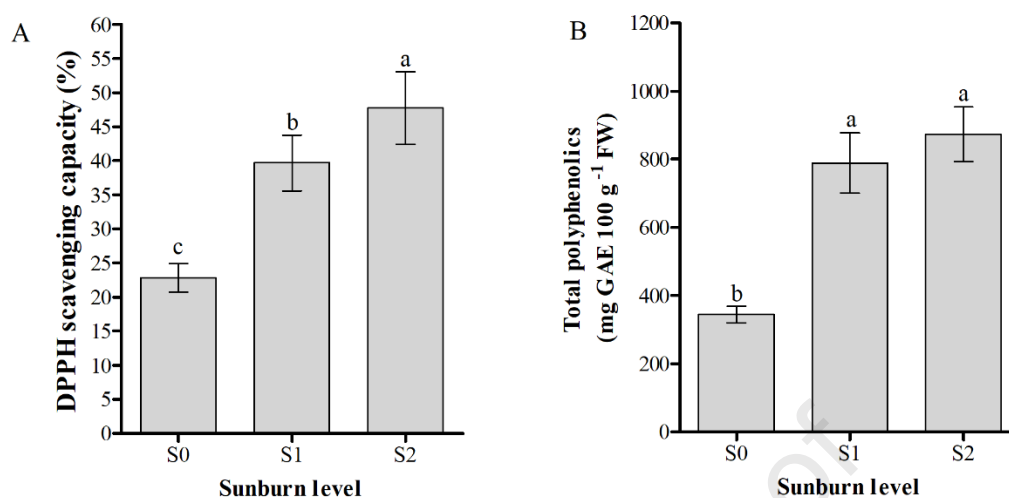 A
DPPH scavenging capacity (%)
60
55
50
45
40
35
30
25
20
15
10
5
0
c
b
a
S0
S1
S2
Sunburn level
B
Total polyphenolics
(mg GAE 100 g⁻¹ FW)
1200
1000
800
600
400
200
0
b
a
a
S0
S1
S2
Sunburn level